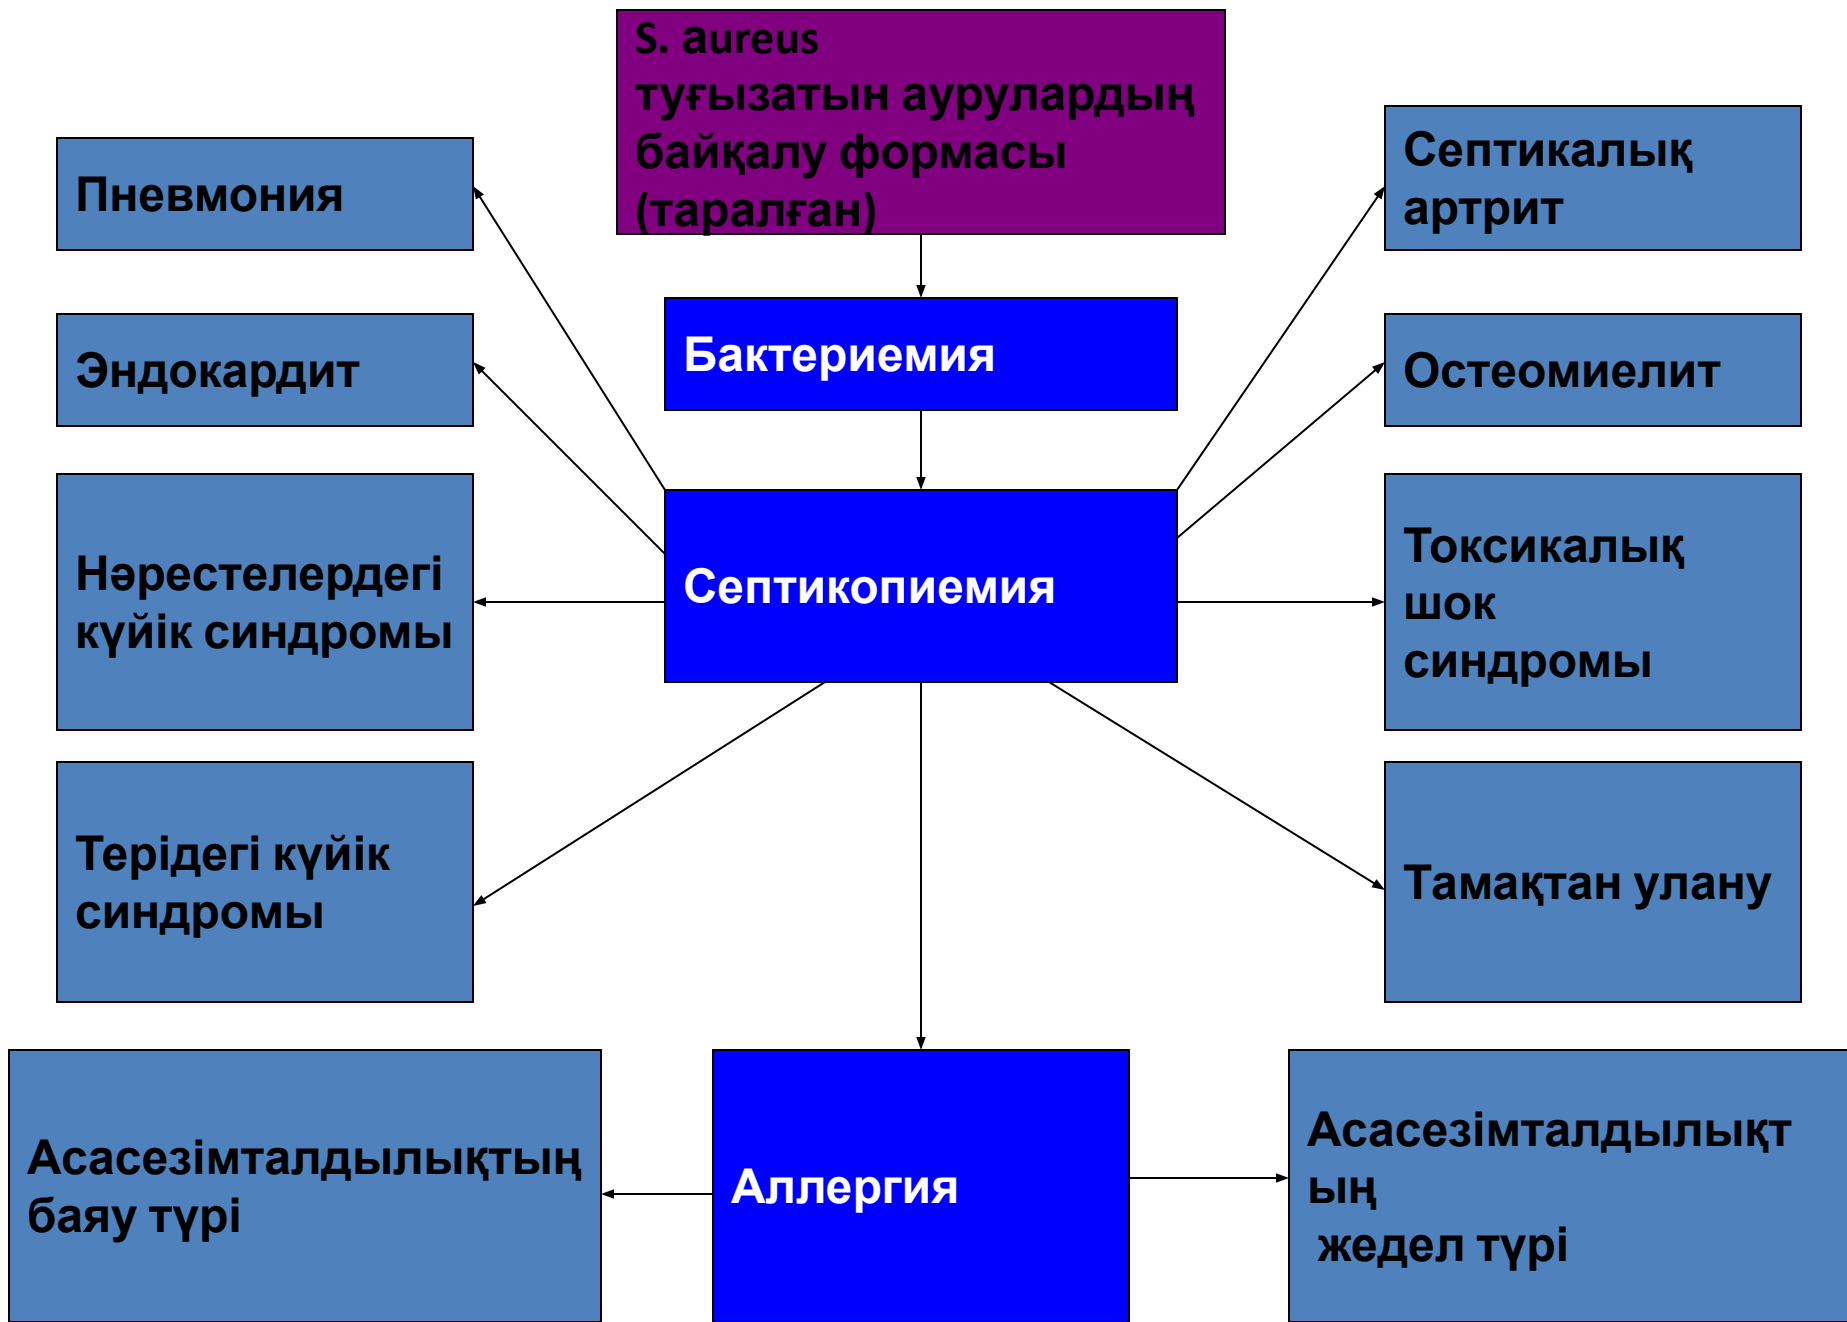 S. aureus
туғызатын аурулардың
байқалу формасы
(таралған)
Пневмония
Септикалық
артрит
Бактериемия
Эндокардит
Остеомиелит
Нәрестелердегі
күйік синдромы
Септикопиемия
Токсикалық
шок
синдромы
Терідегі күйік
синдромы
Тамақтан улану
Асасезімталдылықтың
баяу түрі
Аллергия
Асасезімталдылықт
ың
жедел түрі